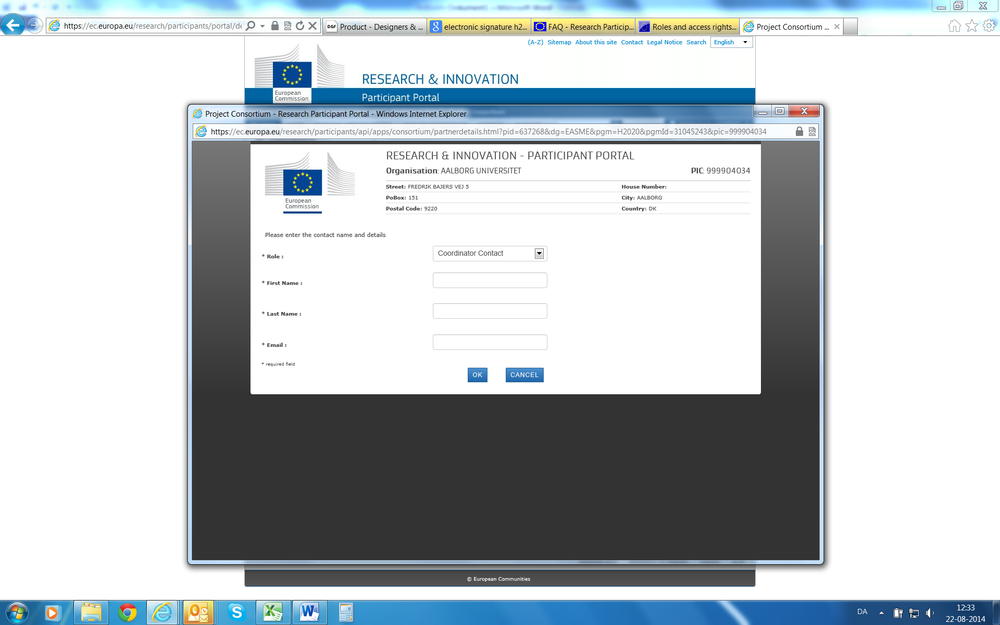 https://ec.europa.eu/research/participants/portal/de
Product - Designers & ...
electronic signature h2...
FAQ - Research Particip...
Roles and access rights...
Project Consortium ...
(A-Z) Sitemap About this site Contact Legal Notice Search English
European
Commission
RESEARCH & INNOVATION
Participant Portal
Project Consortium - Research Participant Portal - Windows Internet Explorer
https://ec.europa.eu/research/participants/api/apps/consortium/partnerdetails.html?pid=637268&dg=EASME&pgm=H2020&pgmId=31045243&pic=999904034
European
Commission
RESEARCH & INNOVATION - PARTICIPANT PORTAL
Organisation: AALBORG UNIVERSITET PIC: 999904034
Street: FREDRIK BAJERS VEJ 5 House Number:
PoBox: 151 City: AALBORG
Postal Code: 9220 Country: DK
Please enter the contact name and details
* Role : Coordinator Contact
* First Name :
* Last Name :
* Email :
* required field
OK CANCEL
© European Communities
DA
12:33
22-08-2014